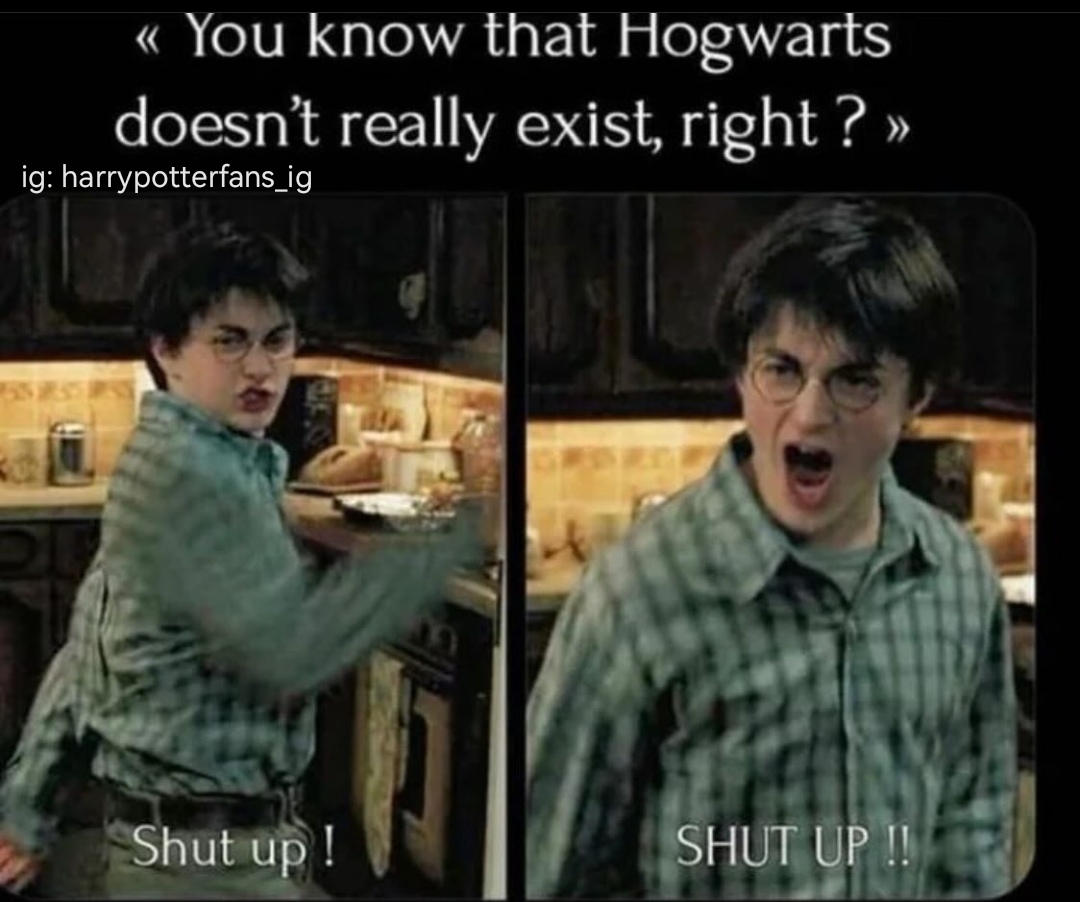 « You know that Hogwarts
doesn't really exist, right ? »
ig: harrypotterfans_ig
Shut up !
SHUT UP !!